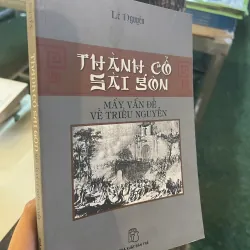 Lê Nguyễn
THÀNH CỔ
SÀI GÒN
MẤY VẤN ĐỀ
VỀ TRIỀU NGUYỄN